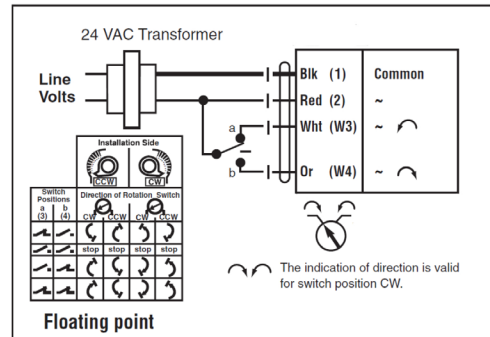 24 VAC Transformer
Line
Volts
Blk (1) Common
Red (2) ~
Wht (W3) ~
Or (W4) ~
a
b
Installation Side
CCW CW
Switch
Positions
a b
(3) (4)
Direction of Rotation Switch
CW CCW CW CCW
stop stop stop stop
The indication of direction is valid
for switch position CW.
Floating point